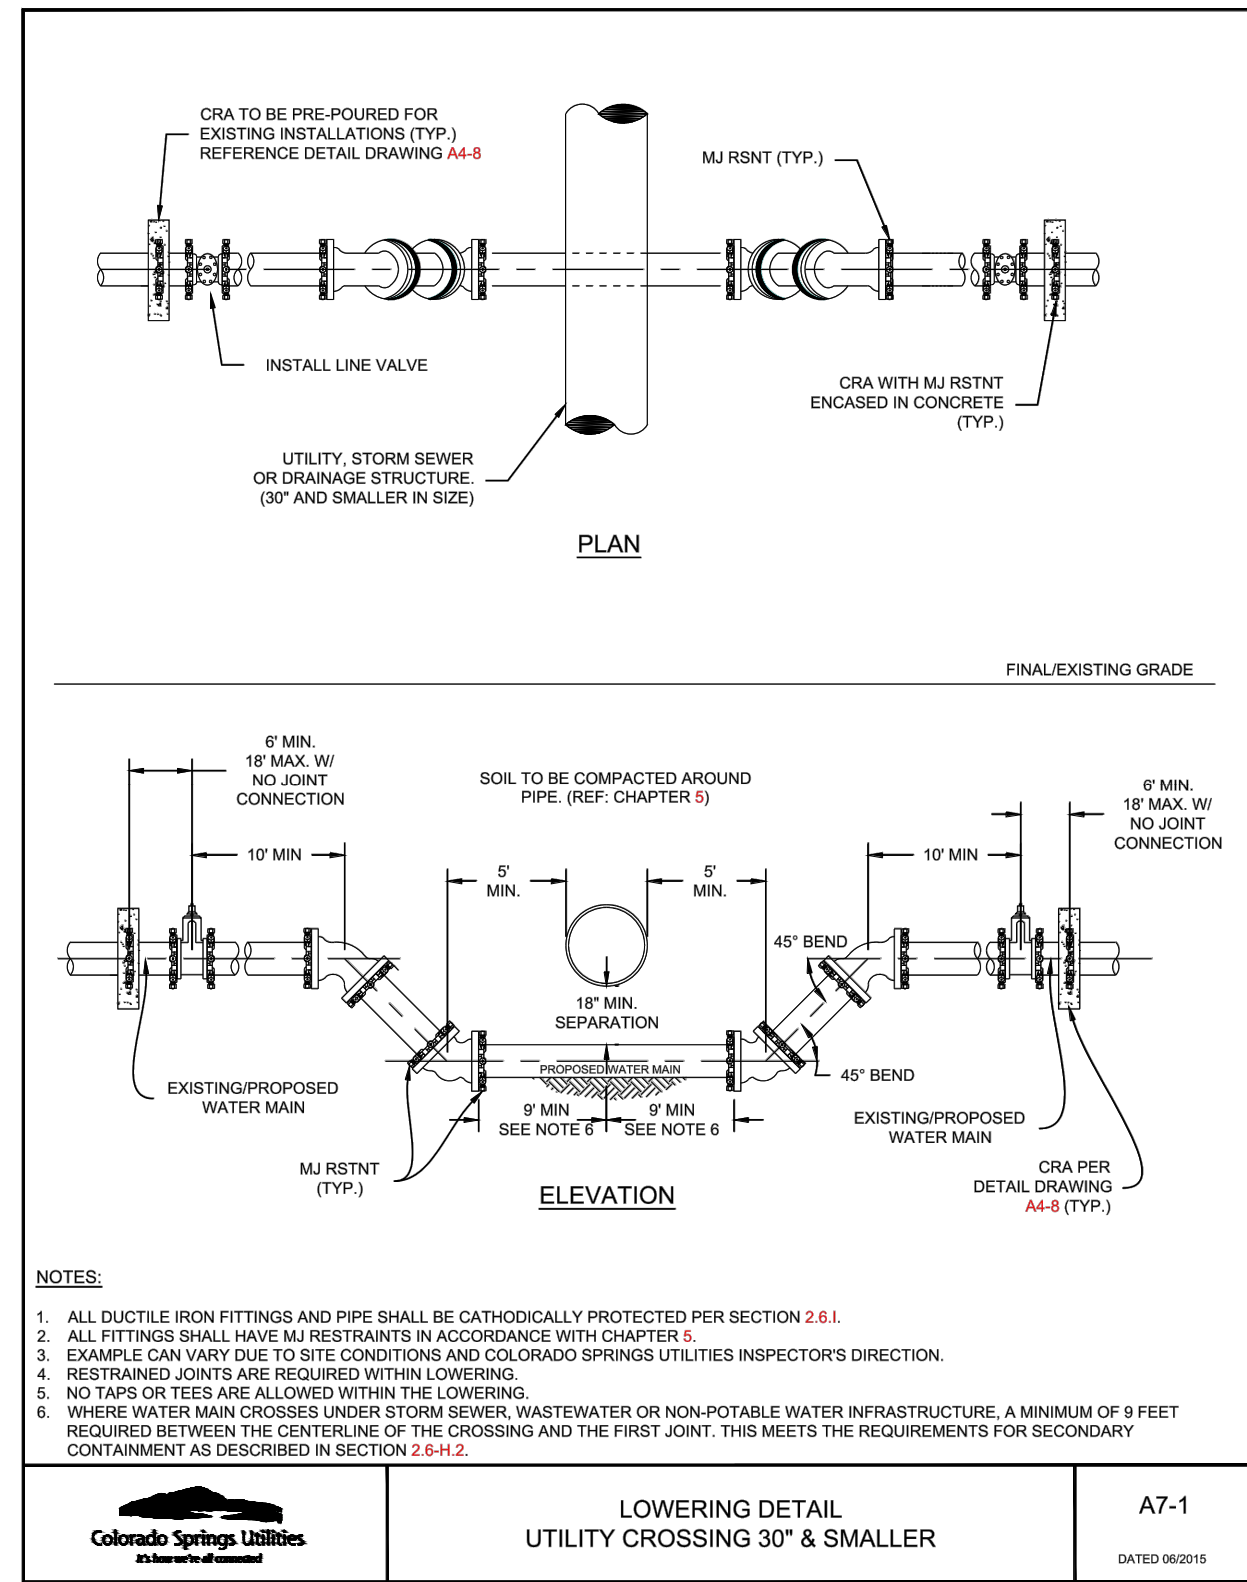 CRA TO BE PRE-POURED FOR
EXISTING INSTALLATIONS (TYP.)
REFERENCE DETAIL DRAWING A4-8
MJ RSNT (TYP.)
INSTALL LINE VALVE
CRA WITH MJ RSTNT
ENCASED IN CONCRETE
(TYP.)
UTILITY, STORM SEWER
OR DRAINAGE STRUCTURE.
(30" AND SMALLER IN SIZE)
PLAN
FINAL/EXISTING GRADE
6' MIN.
18' MAX. W/
NO JOINT
CONNECTION
SOIL TO BE COMPACTED AROUND
PIPE. (REF: CHAPTER 5)
6' MIN.
18' MAX. W/
NO JOINT
CONNECTION
10' MIN
5'
MIN.
5'
MIN.
10' MIN
45° BEND
18" MIN.
SEPARATION
PROPOSED WATER MAIN
45° BEND
EXISTING/PROPOSED
WATER MAIN
9' MIN
SEE NOTE 6
9' MIN
SEE NOTE 6
EXISTING/PROPOSED
WATER MAIN
MJ RSTNT
(TYP.)
CRA PER
DETAIL DRAWING
A4-8 (TYP.)
ELEVATION
NOTES:
1. ALL DUCTILE IRON FITTINGS AND PIPE SHALL BE CATHODICALLY PROTECTED PER SECTION 2.6.I.
2. ALL FITTINGS SHALL HAVE MJ RESTRAINTS IN ACCORDANCE WITH CHAPTER 5.
3. EXAMPLE CAN VARY DUE TO SITE CONDITIONS AND COLORADO SPRINGS UTILITIES INSPECTOR'S DIRECTION.
4. RESTRAINED JOINTS ARE REQUIRED WITHIN LOWERING.
5. NO TAPS OR TEES ARE ALLOWED WITHIN THE LOWERING.
6. WHERE WATER MAIN CROSSES UNDER STORM SEWER, WASTEWATER OR NON-POTABLE WATER INFRASTRUCTURE, A MINIMUM OF 9 FEET
REQUIRED BETWEEN THE CENTERLINE OF THE CROSSING AND THE FIRST JOINT. THIS MEETS THE REQUIREMENTS FOR SECONDARY
CONTAINMENT AS DESCRIBED IN SECTION 2.6-H.2.
Colorado Springs Utilities
It's how we're all connected
LOWERING DETAIL
UTILITY CROSSING 30" & SMALLER
A7-1
DATED 06/2015